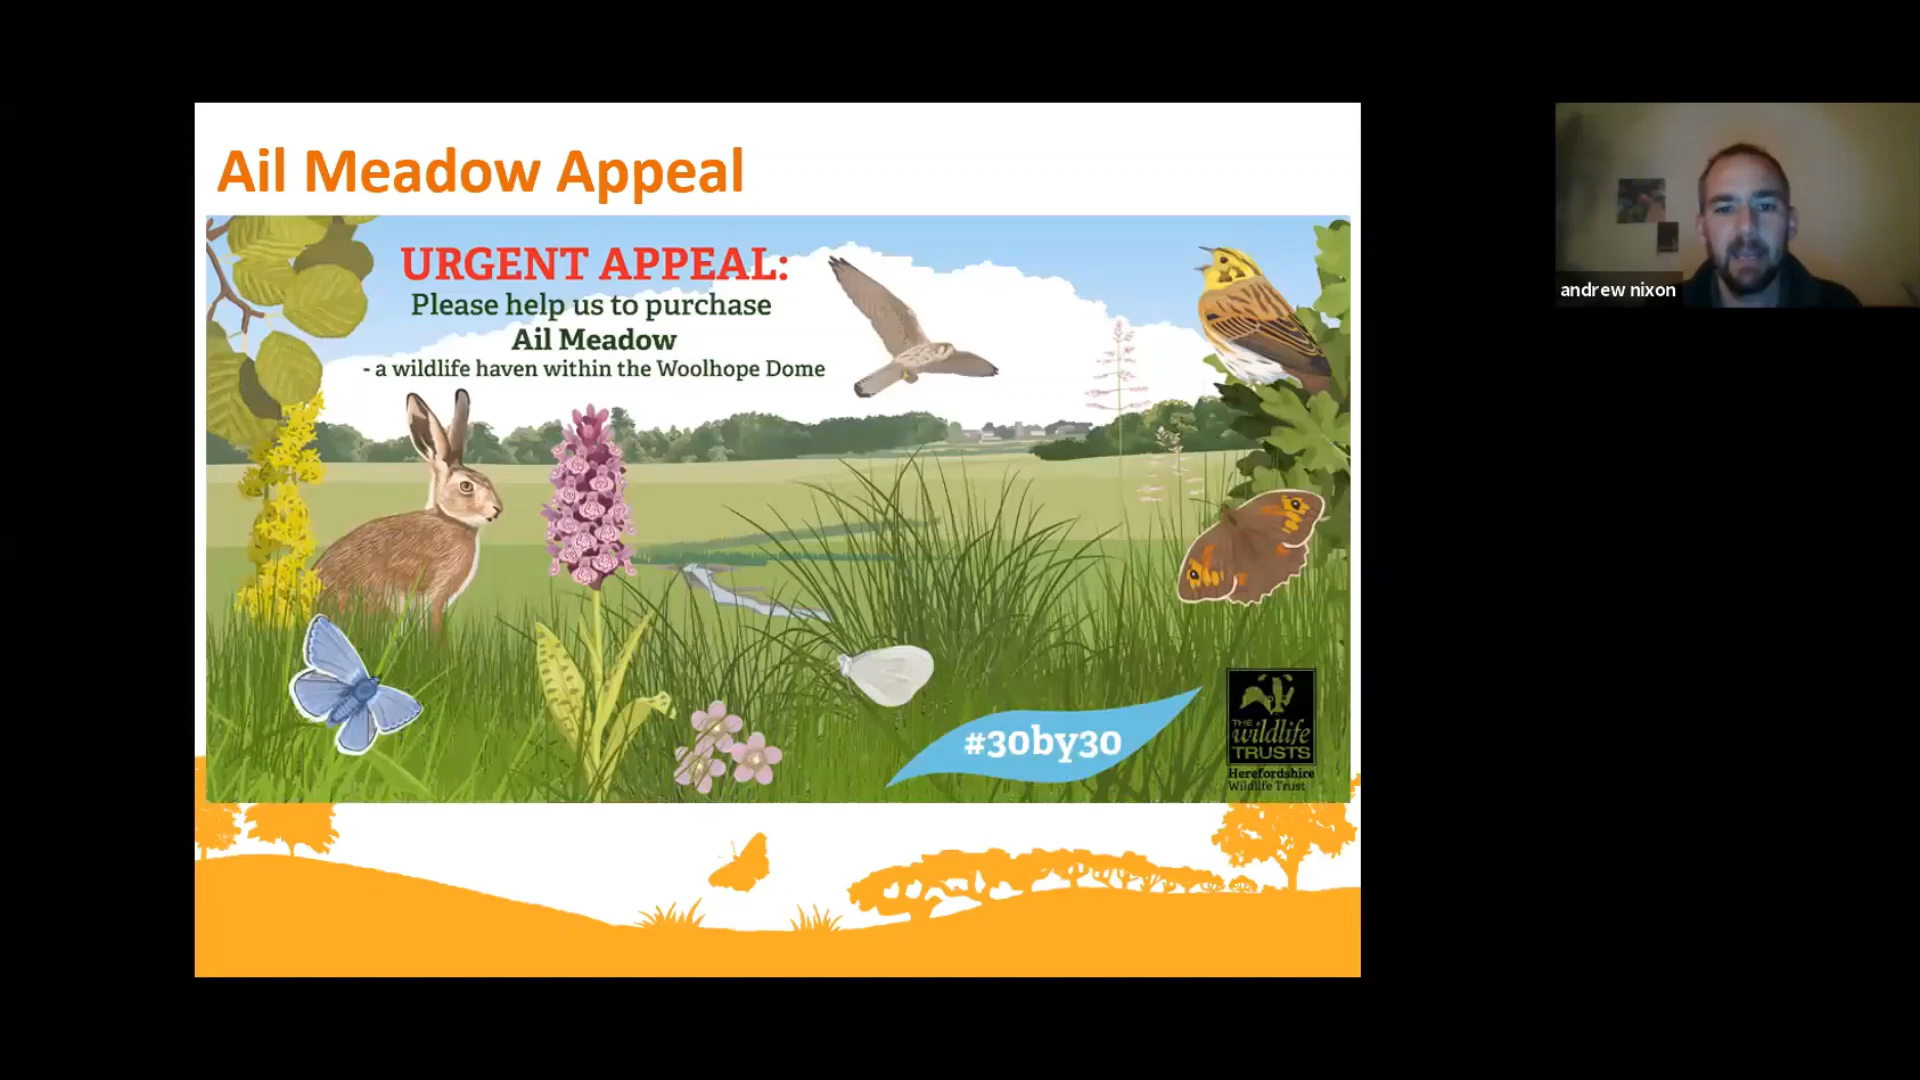 Ail Meadow Appeal
URGENT APPEAL:
Please help us to purchase
Ail Meadow
- a wildlife haven within the Woolhope Dome
#30by30
THE
wildlife
TRUSTS
Herefordshire
Wildlife Trust
andrew nixon